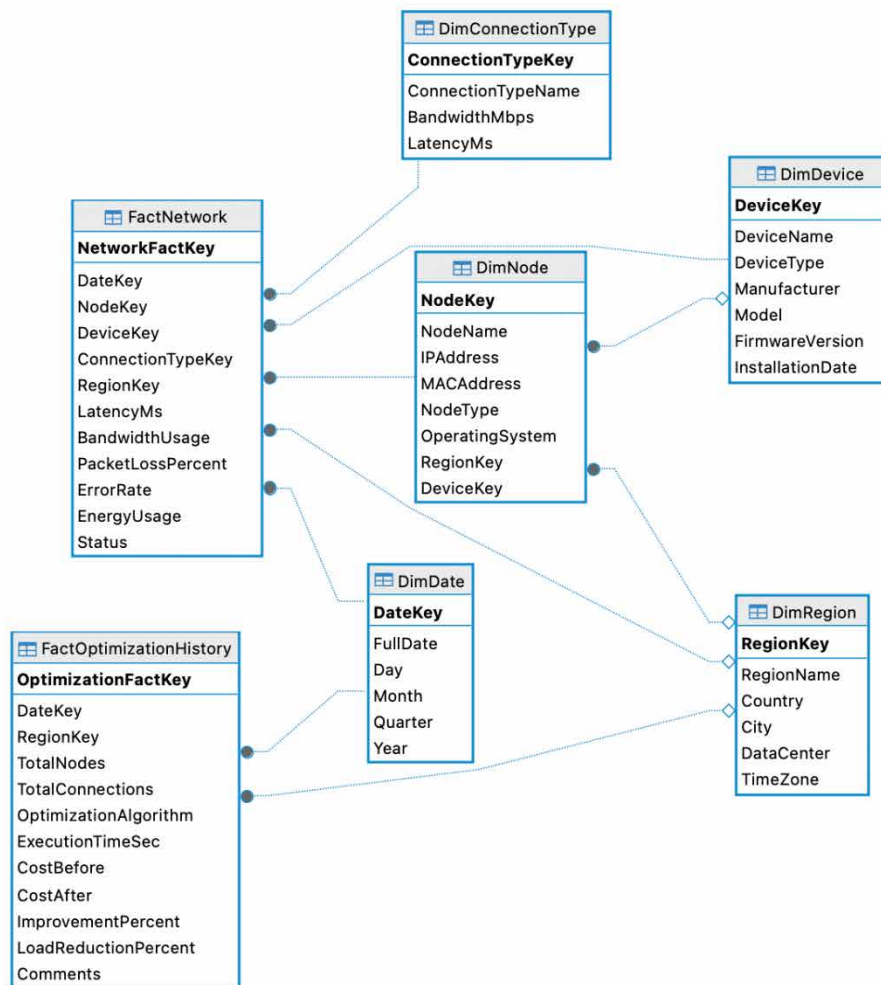 DimConnectionType
ConnectionTypeKey
ConnectionTypeName
BandwidthMbps
LatencyMs
DimDevice
DeviceKey
DeviceName
DeviceType
Manufacturer
Model
FirmwareVersion
InstallationDate
FactNetwork
NetworkFactKey
DateKey
NodeKey
DeviceKey
ConnectionTypeKey
RegionKey
LatencyMs
BandwidthUsage
PacketLossPercent
ErrorRate
EnergyUsage
Status
DimNode
NodeKey
NodeName
IPAddress
MACAddress
NodeType
OperatingSystem
RegionKey
DeviceKey
DimDate
DateKey
FullDate
Day
Month
Quarter
Year
DimRegion
RegionKey
RegionName
Country
City
DataCenter
TimeZone
FactOptimizationHistory
OptimizationFactKey
DateKey
RegionKey
TotalNodes
TotalConnections
OptimizationAlgorithm
ExecutionTimeSec
CostBefore
CostAfter
ImprovementPercent
LoadReductionPercent
Comments